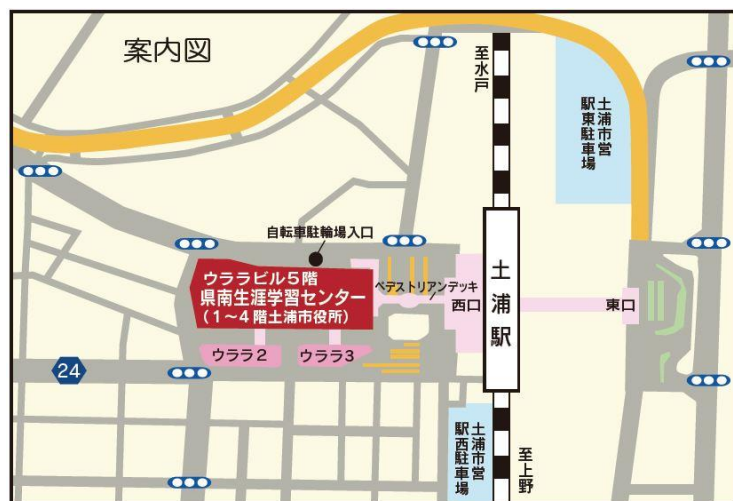 案内図
至水戸
土浦市営
駅東駐車場
自転車駐輪場入口
ウララビル5階
県南生涯学習センター
(1～4階土浦市役所)
ペデストリアンデッキ
西口
土浦駅
東口
ウララ2
ウララ3
24
土浦市営
駅西駐車場
至上野